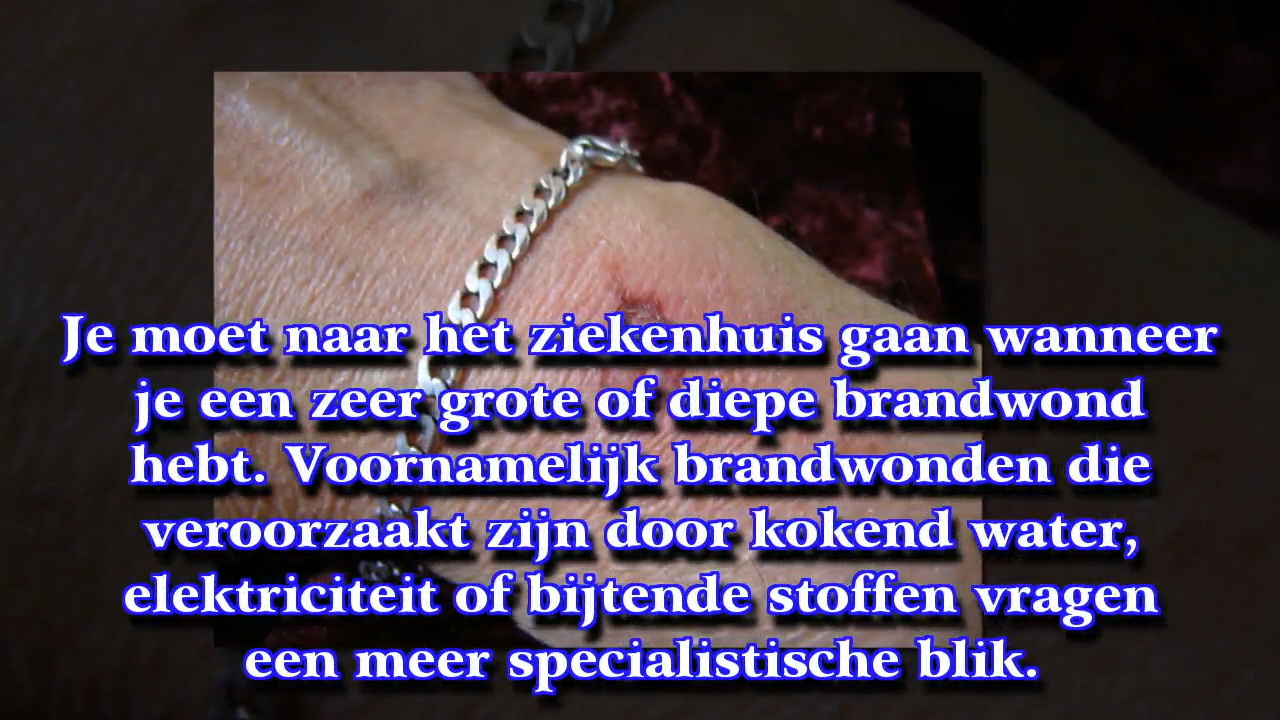 Je moet naar het ziekenhuis gaan wanneer
je een zeer grote of diepe brandwond
hebt. Voornamelijk brandwonden die
veroorzaakt zijn door kokend water,
elektriciteit of bijtende stoffen vragen
een meer specialistische blik.